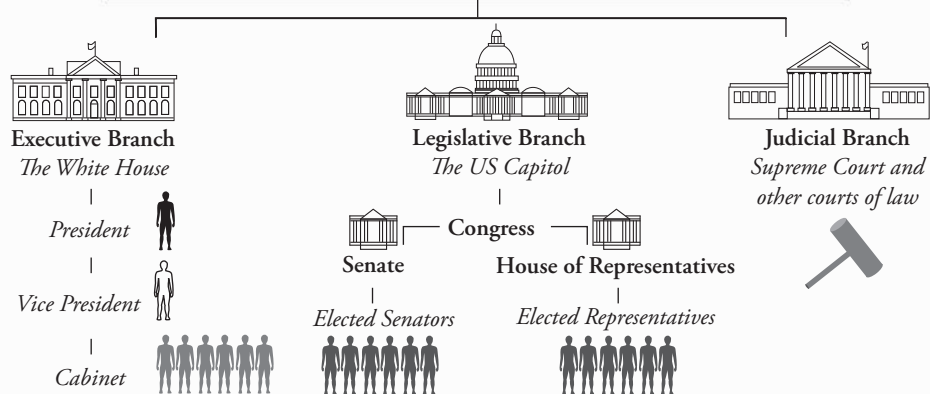 Executive Branch
The White House
President
Vice President
Cabinet
Legislative Branch
The US Capitol
Congress
Senate
Elected Senators
House of Representatives
Elected Representatives
Judicial Branch
Supreme Court and
other courts of law